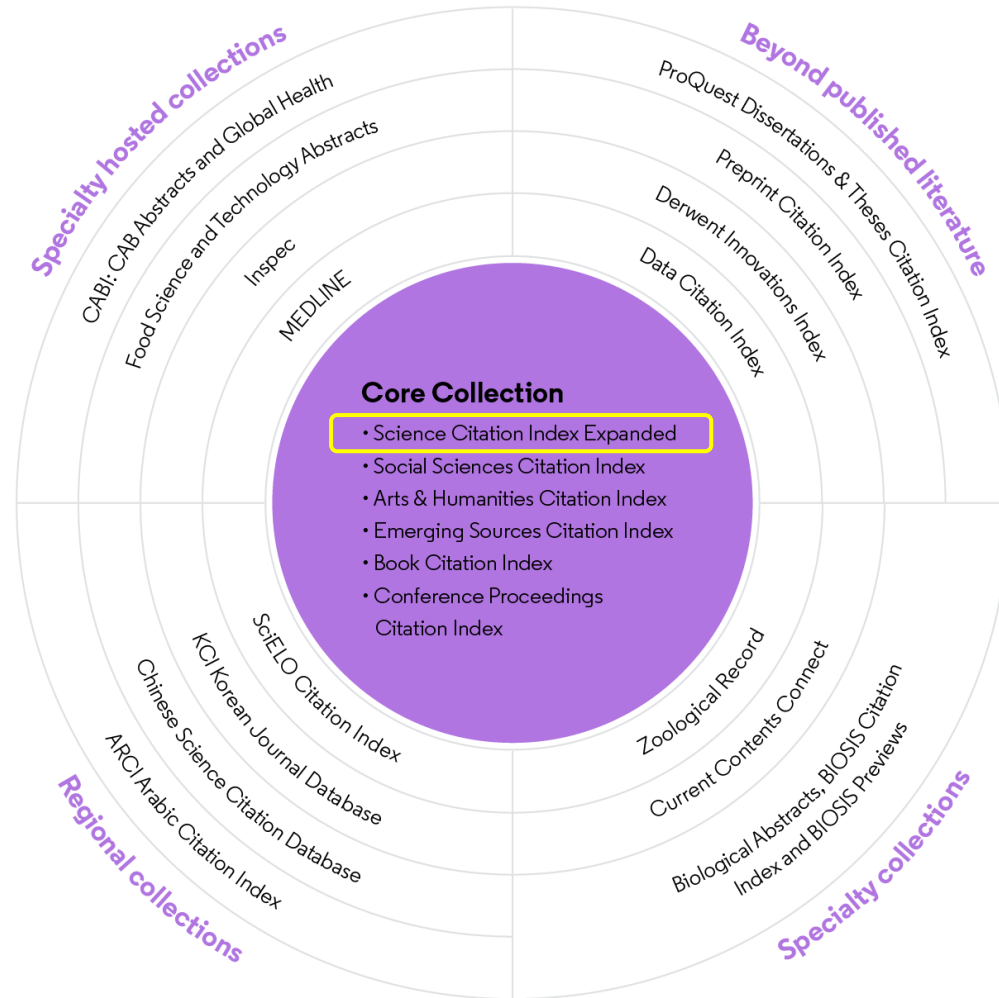 Specialty hosted collections
CABI: CAB Abstracts and Global Health
Food Science and Technology Abstracts
Inspec
MEDLINE
Beyond published literature
ProQuest Dissertations & Theses Citation Index
Preprint Citation Index
Derwent Innovations Index
Data Citation Index
Core Collection
• Science Citation Index Expanded
• Social Sciences Citation Index
• Arts & Humanities Citation Index
• Emerging Sources Citation Index
• Book Citation Index
• Conference Proceedings
Citation Index
SciELO Citation Index
KCI Korean Journal Database
Chinese Science Citation Database
ARCI Arabic Citation Index
Regional collections
Zoological Record
Current Contents Connect
Biological Abstracts, BIOSIS Citation
Index and BIOSIS Previews
Specialty collections